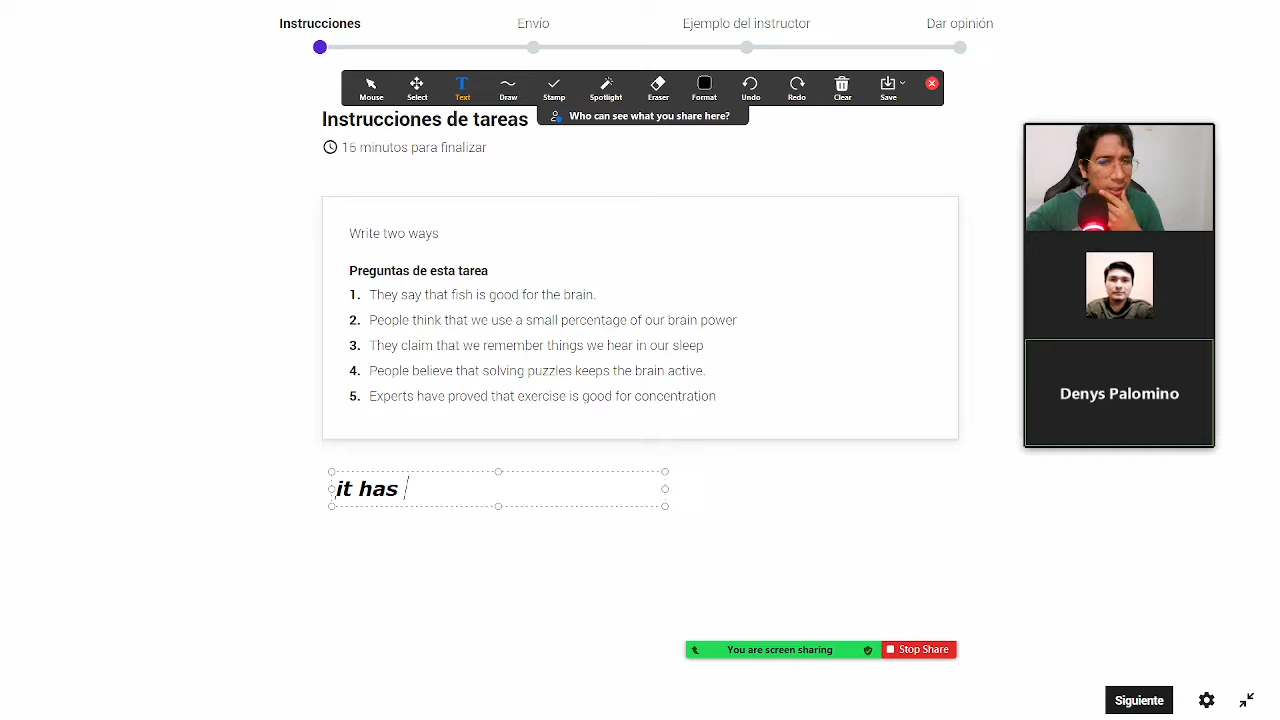 Instrucciones
Envío
Ejemplo del instructor
Dar opinión
Mouse
Select
Text
Draw
Stamp
Spotlight
Eraser
Format
Undo
Redo
Clear
Save
Who can see what you share here?
Instrucciones de tareas
16 minutos para finalizar
Write two ways
Preguntas de esta tarea
1. They say that fish is good for the brain.
2. People think that we use a small percentage of our brain power
3. They claim that we remember things we hear in our sleep
4. People believe that solving puzzles keeps the brain active.
5. Experts have proved that exercise is good for concentration
Denys Palomino
it has
You are screen sharing
Stop Share
Siguiente